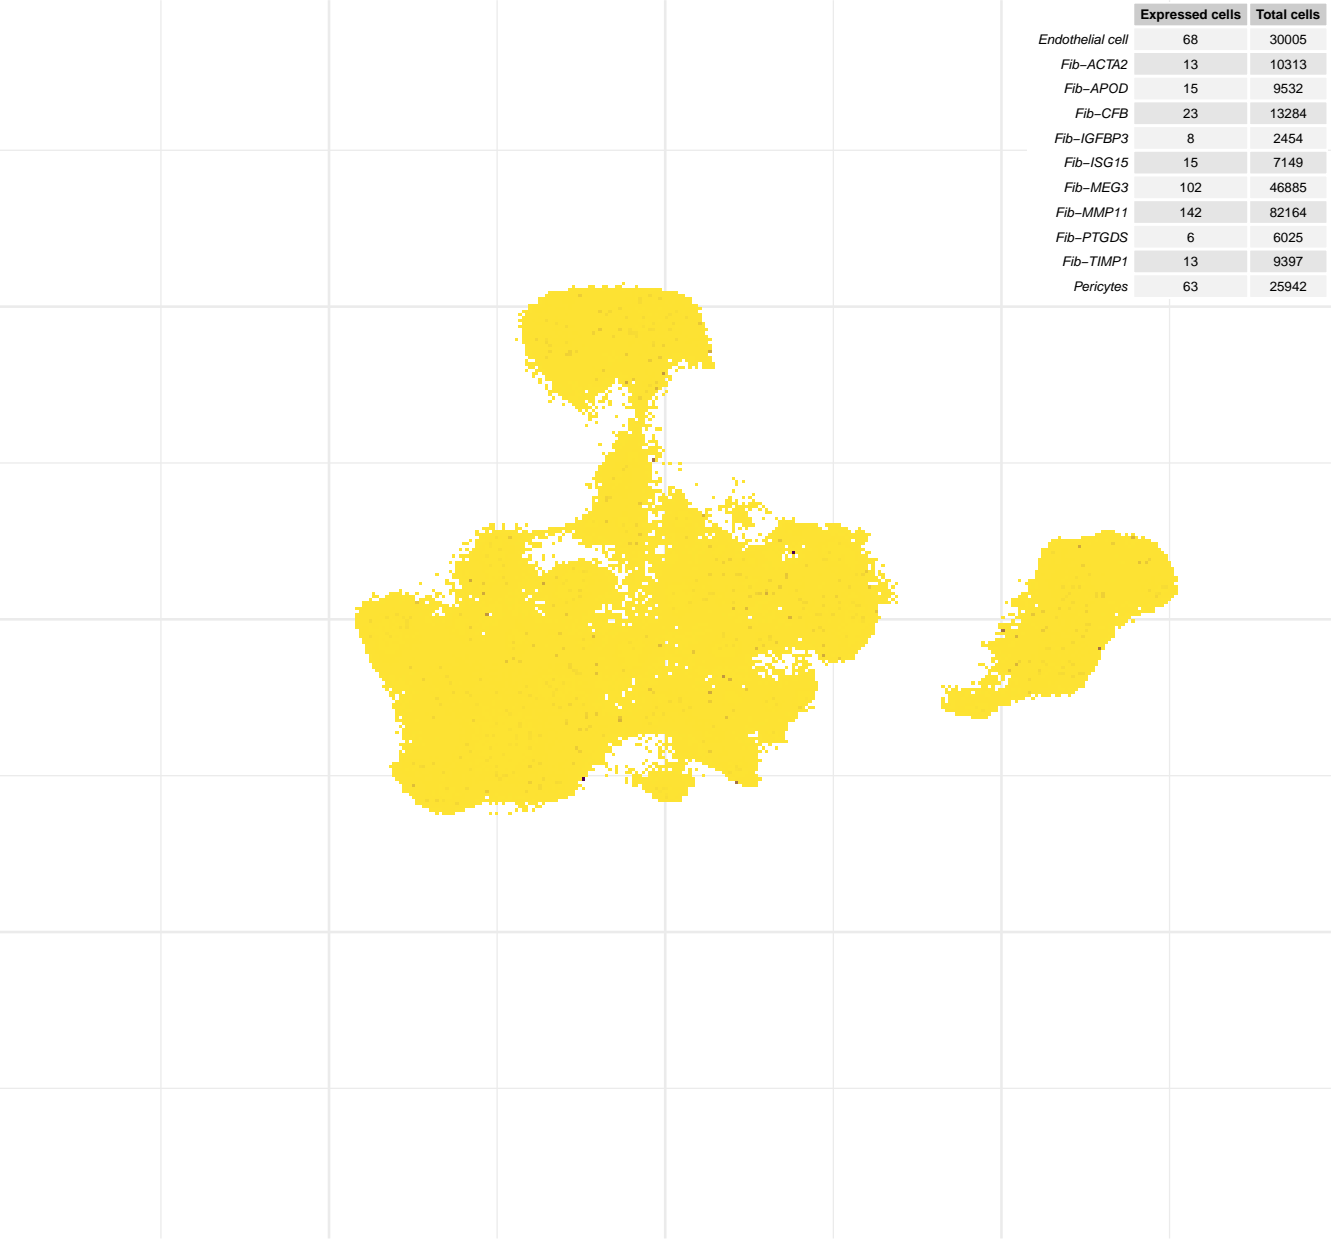 Expressed cells Total cells
Endothelial cell 68 30005
Fib−ACTA2 13 10313
Fib−APOD 15 9532
Fib−CFB 23 13284
Fib−IGFBP3 8 2454
Fib−ISG15 15 7149
Fib−MEG3 102 46885
Fib−MMP11 142 82164
Fib−PTGDS 6 6025
Fib−TIMP1 13 9397
Pericytes 63 25942